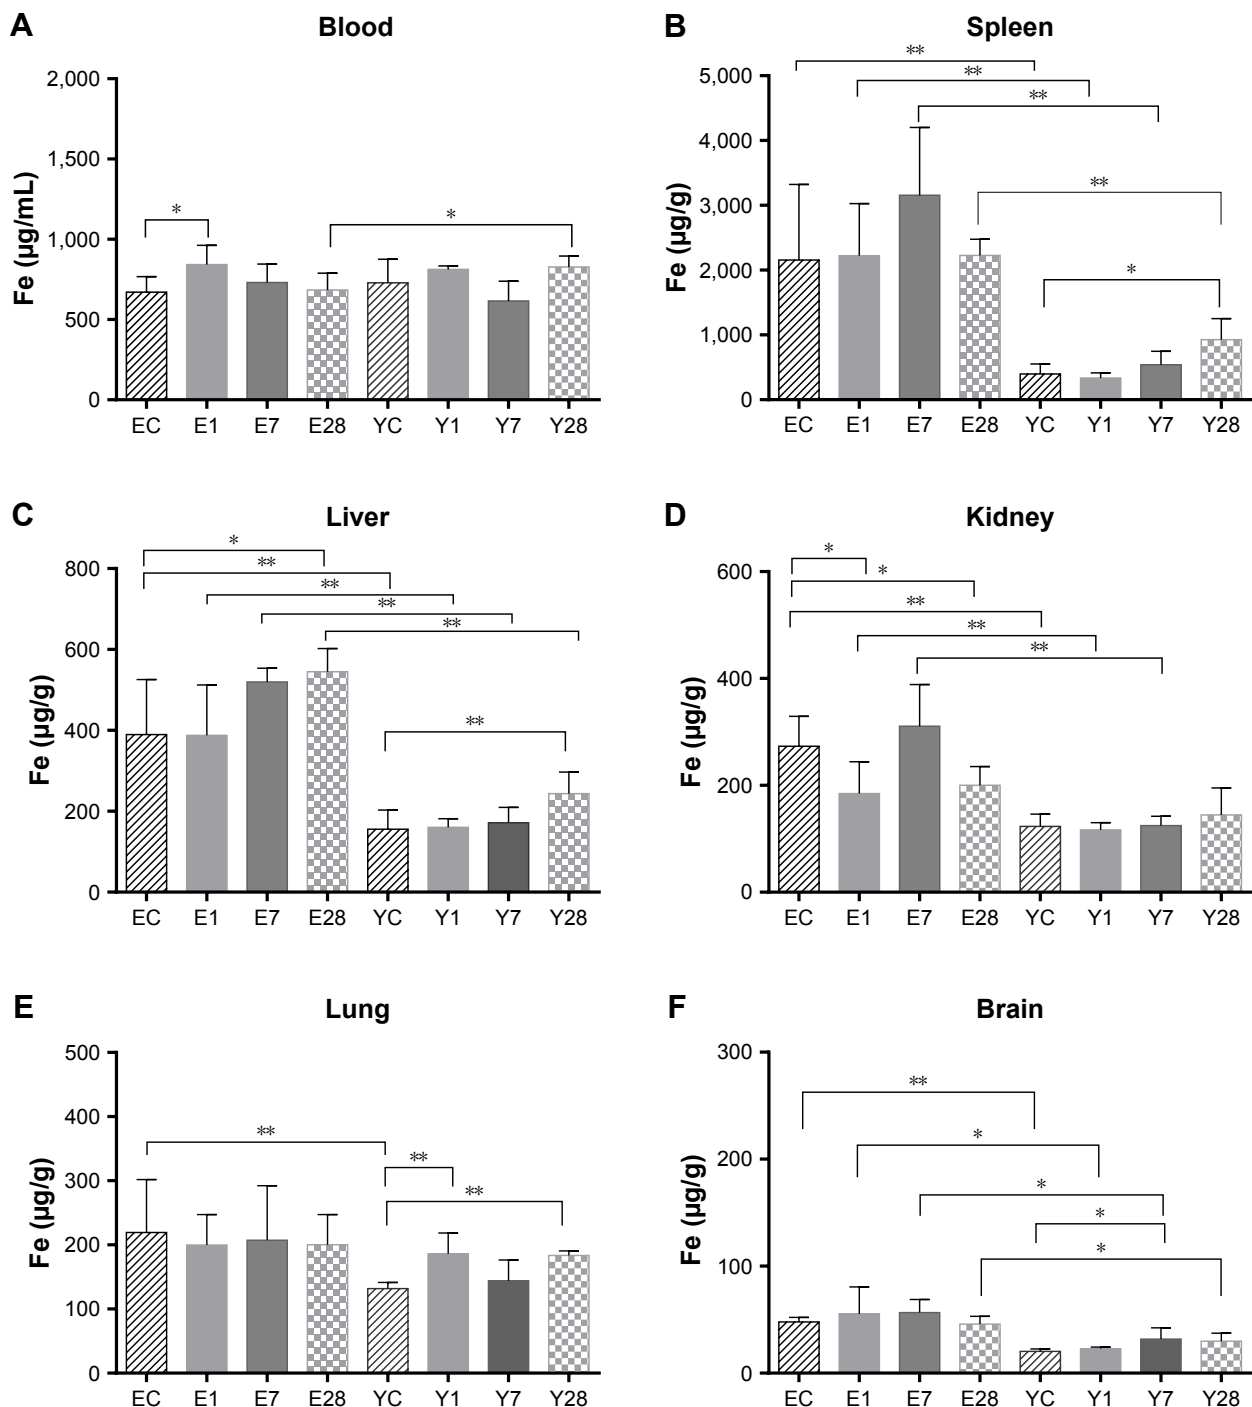 A
Blood
Fe (µg/mL)
2,000
1,500
1,000
500
0
*
*
EC E1 E7 E28 YC Y1 Y7 Y28
B
Spleen
Fe (µg/g)
5,000
4,000
3,000
2,000
1,000
0
**
**
**
**
*
EC E1 E7 E28 YC Y1 Y7 Y28
C
Liver
Fe (µg/g)
800
600
400
200
0
*
**
**
**
**
**
EC E1 E7 E28 YC Y1 Y7 Y28
D
Kidney
Fe (µg/g)
600
400
200
0
*
*
**
**
**
EC E1 E7 E28 YC Y1 Y7 Y28
E
Lung
Fe (µg/g)
500
400
300
200
100
0
**
**
**
EC E1 E7 E28 YC Y1 Y7 Y28
F
Brain
Fe (µg/g)
300
200
100
0
**
*
*
*
*
EC E1 E7 E28 YC Y1 Y7 Y28